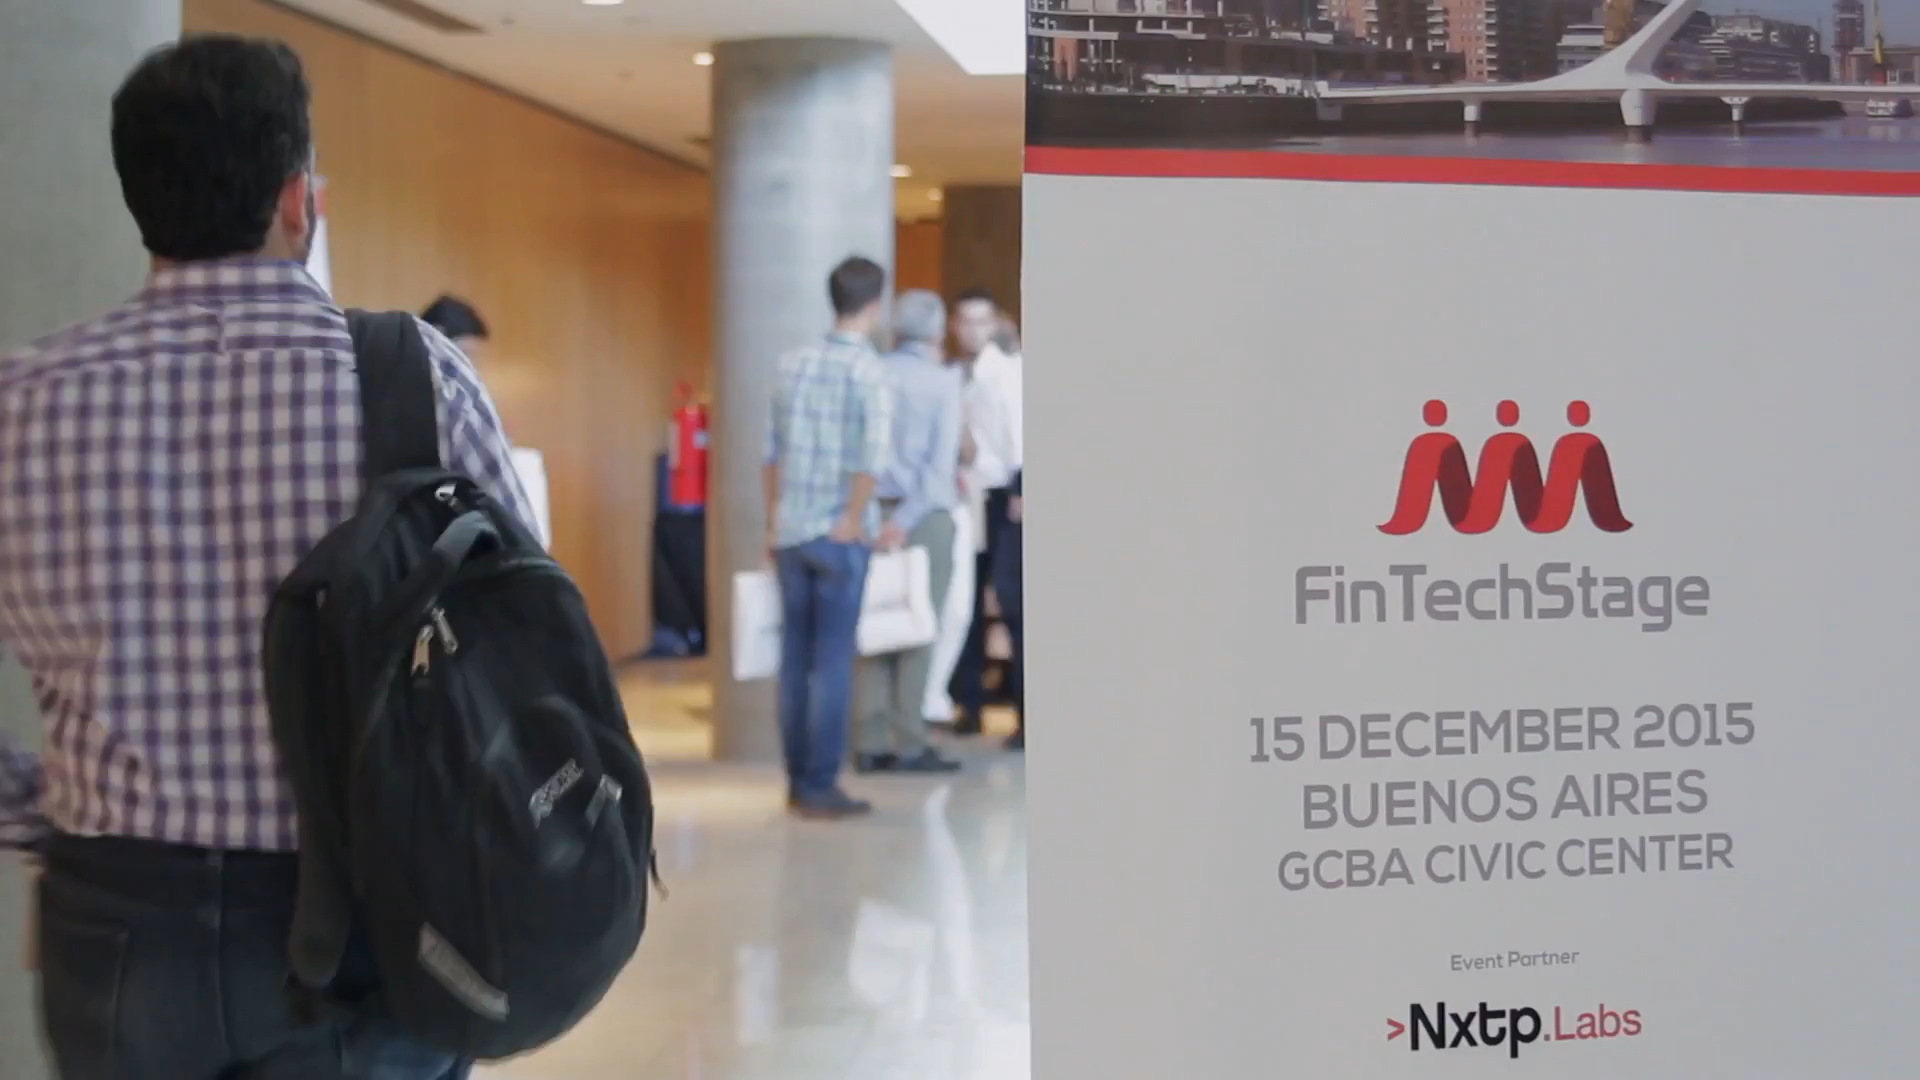 FinTechStage
15 DECEMBER 2015
BUENOS AIRES
GCBA CIVIC CENTER
Event Partner
>Nxtp.Labs